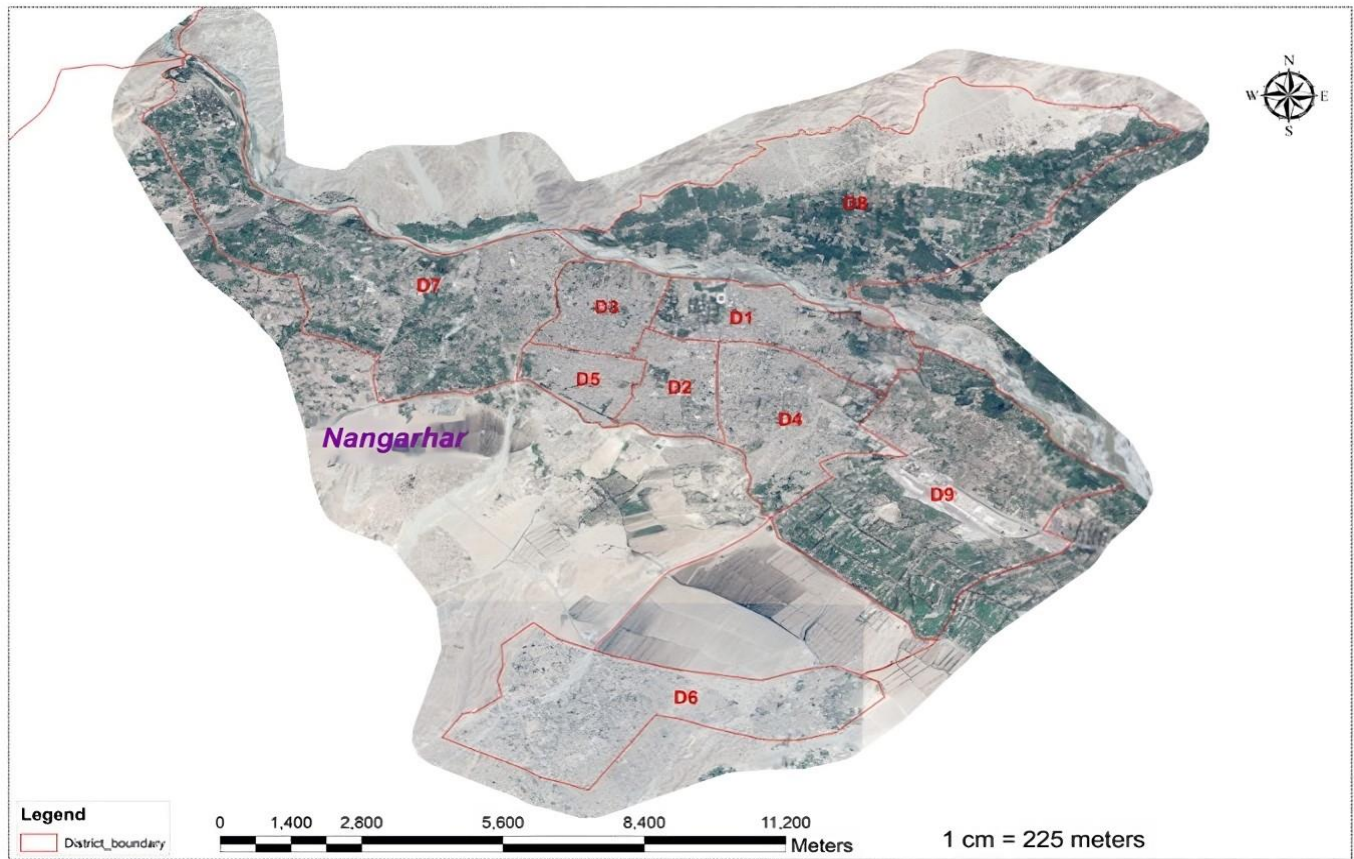 N
W E
S
D8
D7
D3
D1
D5
D2
D4
Nangarhar
D9
D6
Legend
District_boundary
0 1,400 2,800 5,600 8,400 11,200
Meters
1 cm = 225 meters